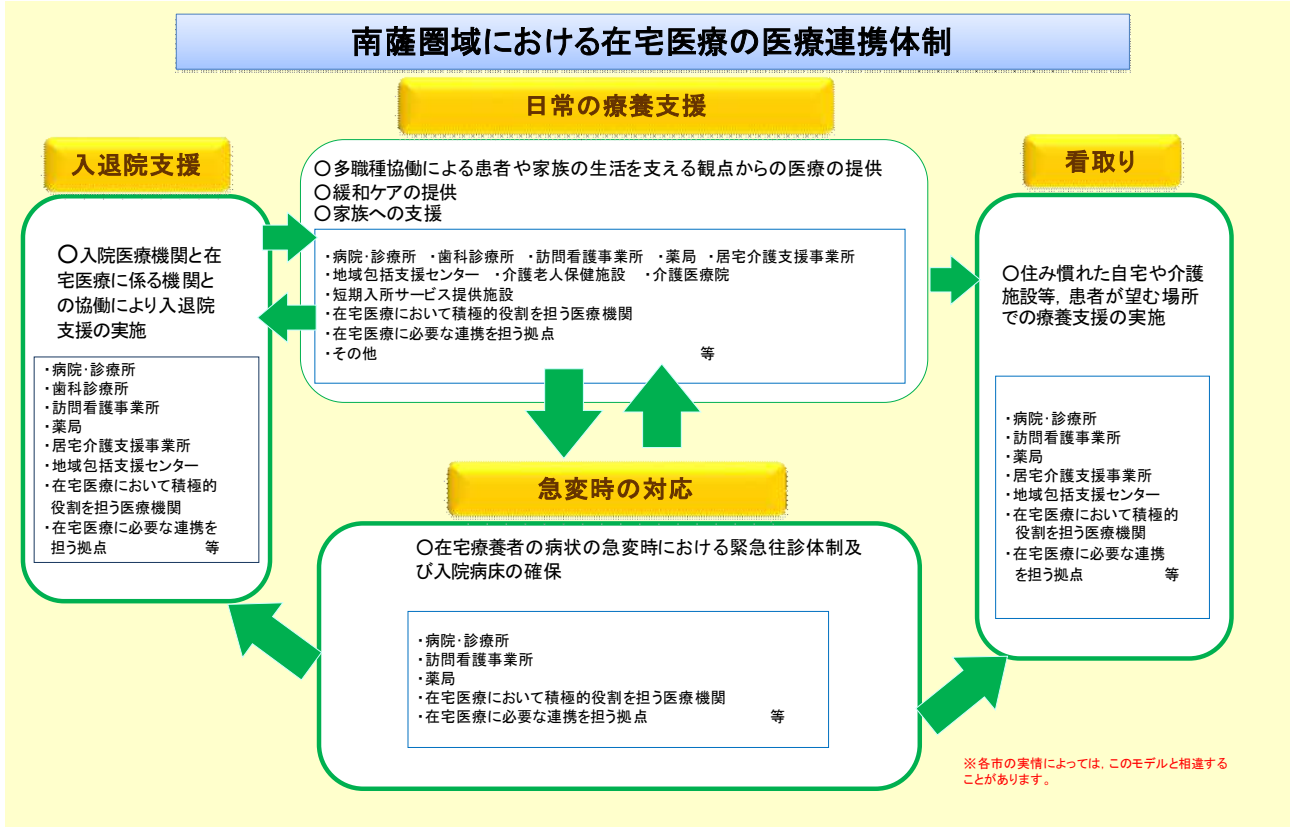 南薩圏域における在宅医療の医療連携体制
日常の療養支援
〇多職種協働による患者や家族の生活を支える観点からの医療の提供
〇緩和ケアの提供
〇家族への支援
・病院・診療所 ・歯科診療所 ・訪問看護事業所 ・薬局 ・居宅介護支援事業所
・地域包括支援センター ・介護老人保健施設 ・介護医療院
・短期入所サービス提供施設
・在宅医療において積極的役割を担う医療機関
・在宅医療に必要な連携を担う拠点
・その他 等
入退院支援
〇入院医療機関と在
宅医療に係る機関と
の協働により入退院
支援の実施
・病院・診療所
・歯科診療所
・訪問看護事業所
・薬局
・居宅介護支援事業所
・地域包括支援センター
・在宅医療において積極的
役割を担う医療機関
・在宅医療に必要な連携を
担う拠点 等
看取り
〇住み慣れた自宅や介護
施設等，患者が望む場所
での療養支援の実施
・病院・診療所
・訪問看護事業所
・薬局
・居宅介護支援事業所
・地域包括支援センター
・在宅医療において積極的
役割を担う医療機関
・在宅医療に必要な連携
を担う拠点 等
急変時の対応
〇在宅療養者の病状の急変時における緊急往診体制及
び入院病床の確保
・病院・診療所
・訪問看護事業所
・薬局
・在宅医療において積極的役割を担う医療機関
・在宅医療に必要な連携を担う拠点 等
※各市の実情によっては，このモデルと相違する
ことがあります。